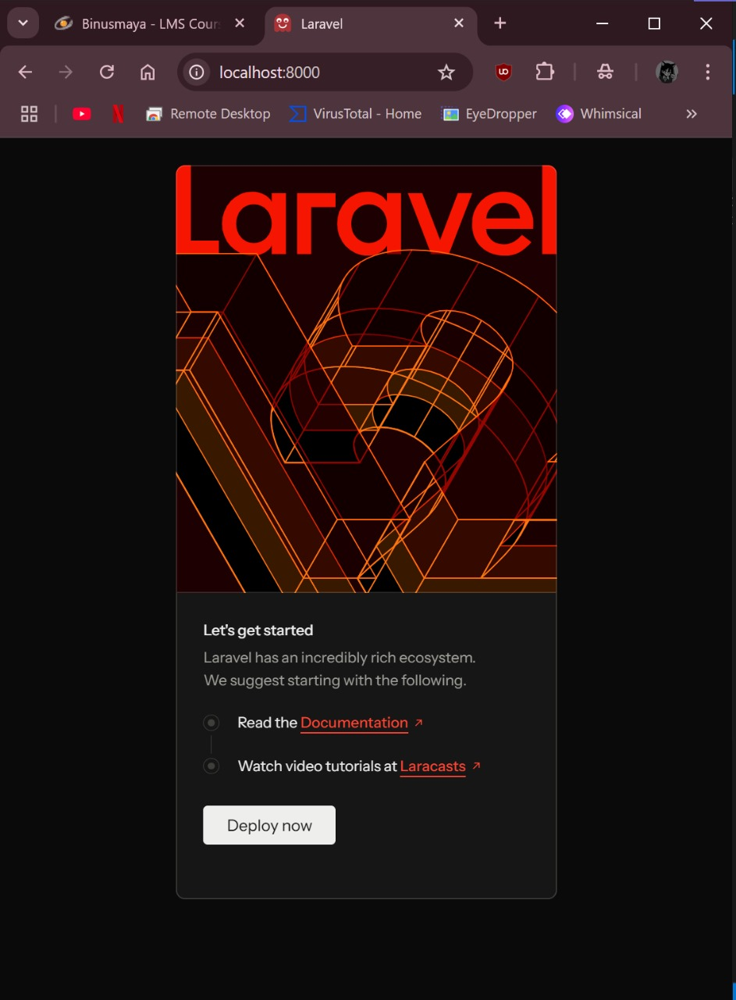 Binusmaya - LMS Cour
Laravel
localhost:8000
Remote Desktop
VirusTotal - Home
EyeDropper
Whimsical
Laravel
Let's get started
Laravel has an incredibly rich ecosystem.
We suggest starting with the following.
Read the Documentation
Watch video tutorials at Laracasts
Deploy now